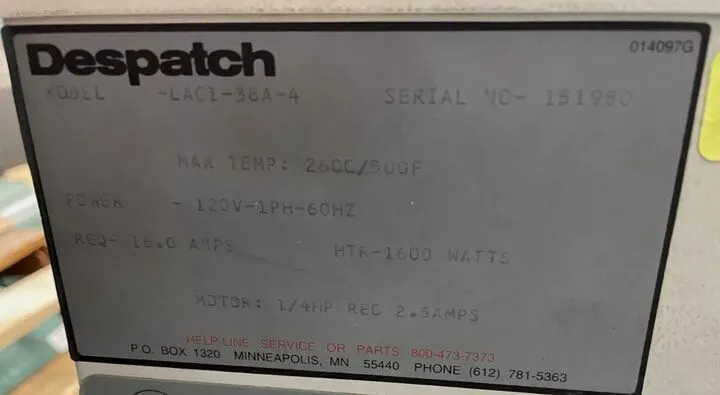 014097G
Despatch
MODEL -LAC1-38A-4 SERIAL NO- 151980
MAX TEMP: 260C/500F
POWER - 120V-1PH-60HZ
REQ- 16.0 AMPS HTR-1600 WATTS
MOTOR: 1/4HP REC 2.5AMPS
HELP-LINE SERVICE OR PARTS 800-473-7373
P.O. BOX 1320 MINNEAPOLIS, MN 55440 PHONE (612) 781-5363